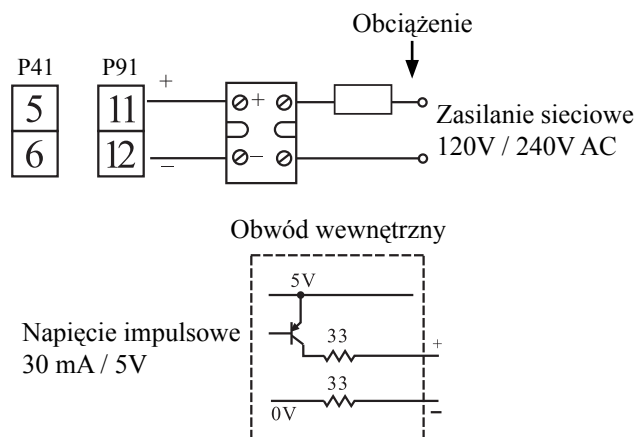 Obciążenie
P41 P91
+
5 11 +
6 12 –
–
Zasilanie sieciowe
120V / 240V AC
Obwód wewnętrzny
5V
Napięcie impulsowe
30 mA / 5V
33
+
33
0V
–